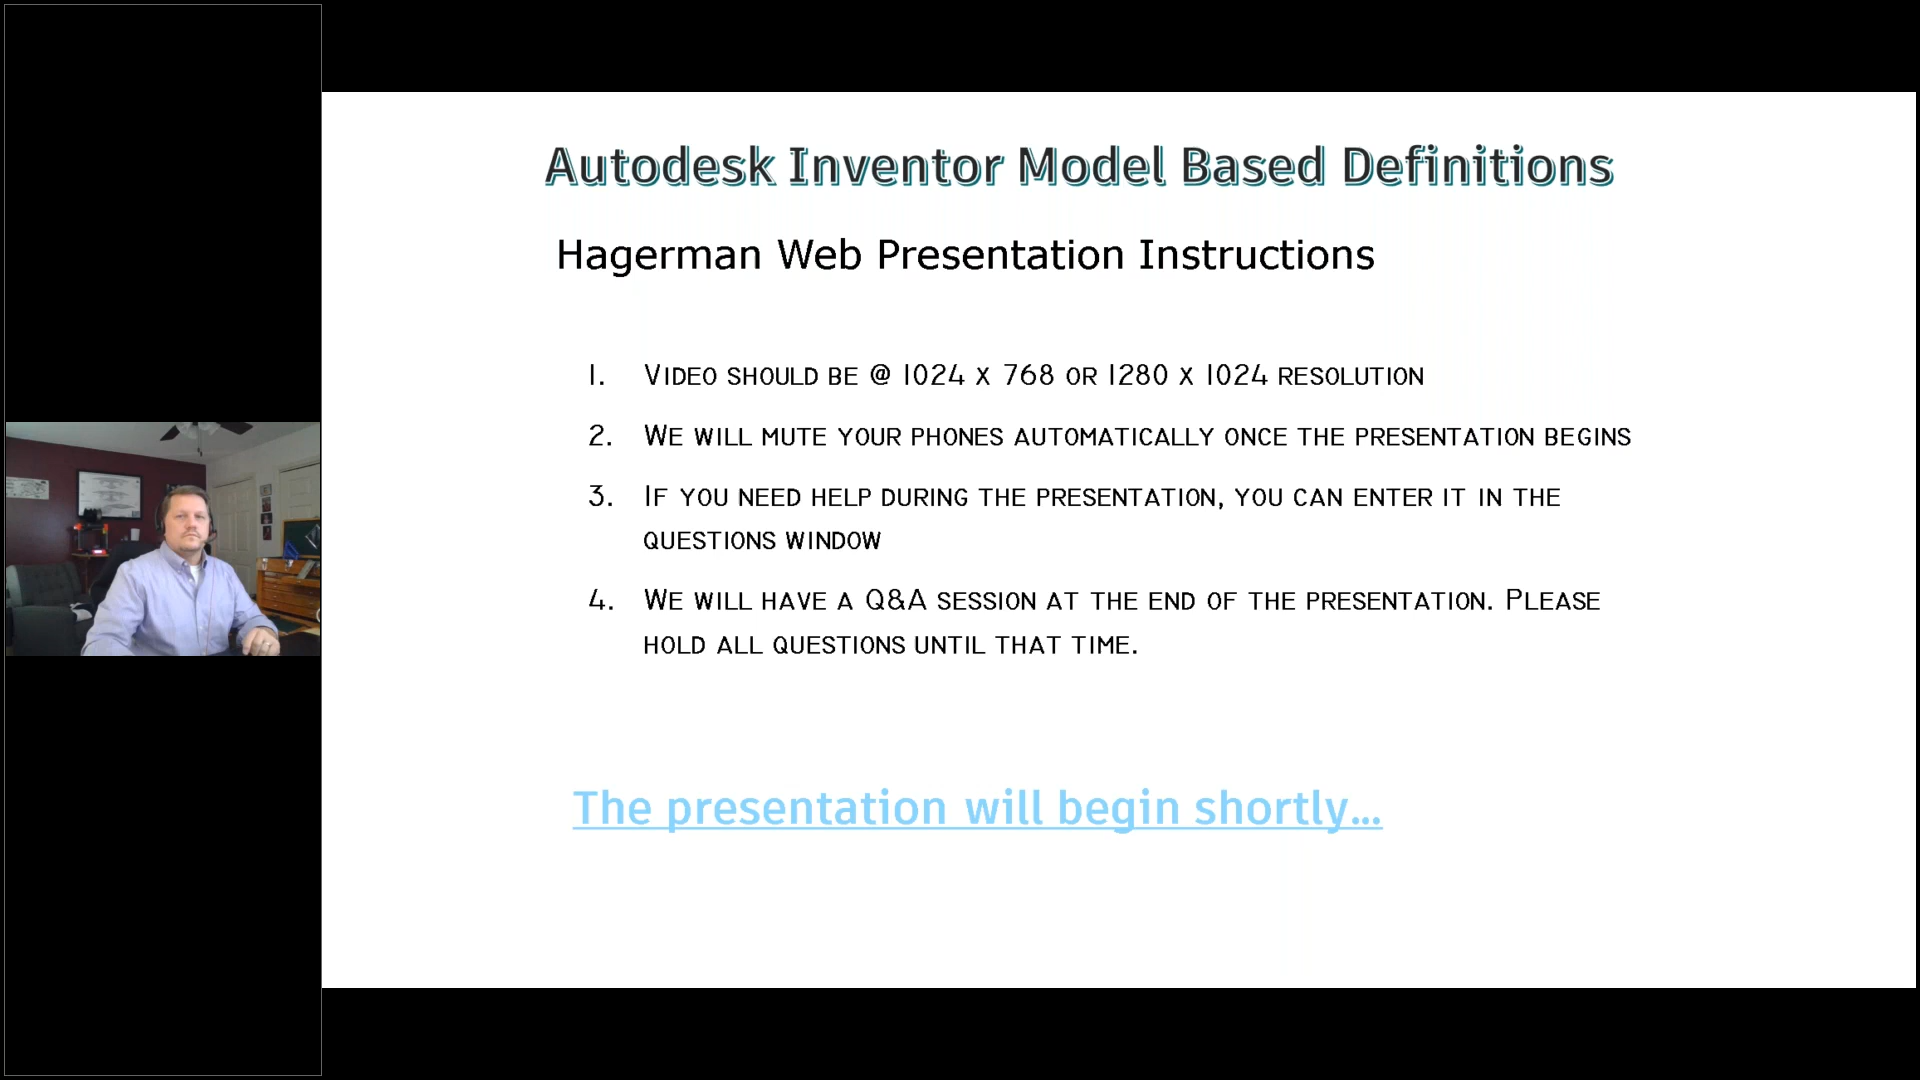 Autodesk Inventor Model Based Definitions
Hagerman Web Presentation Instructions
1. Video should be @ 1024 x 768 or 1280 x 1024 resolution
2. We will mute your phones automatically once the presentation begins
3. If you need help during the presentation, you can enter it in the
questions window
4. We will have a Q&A session at the end of the presentation. Please
hold all questions until that time.
The presentation will begin shortly...